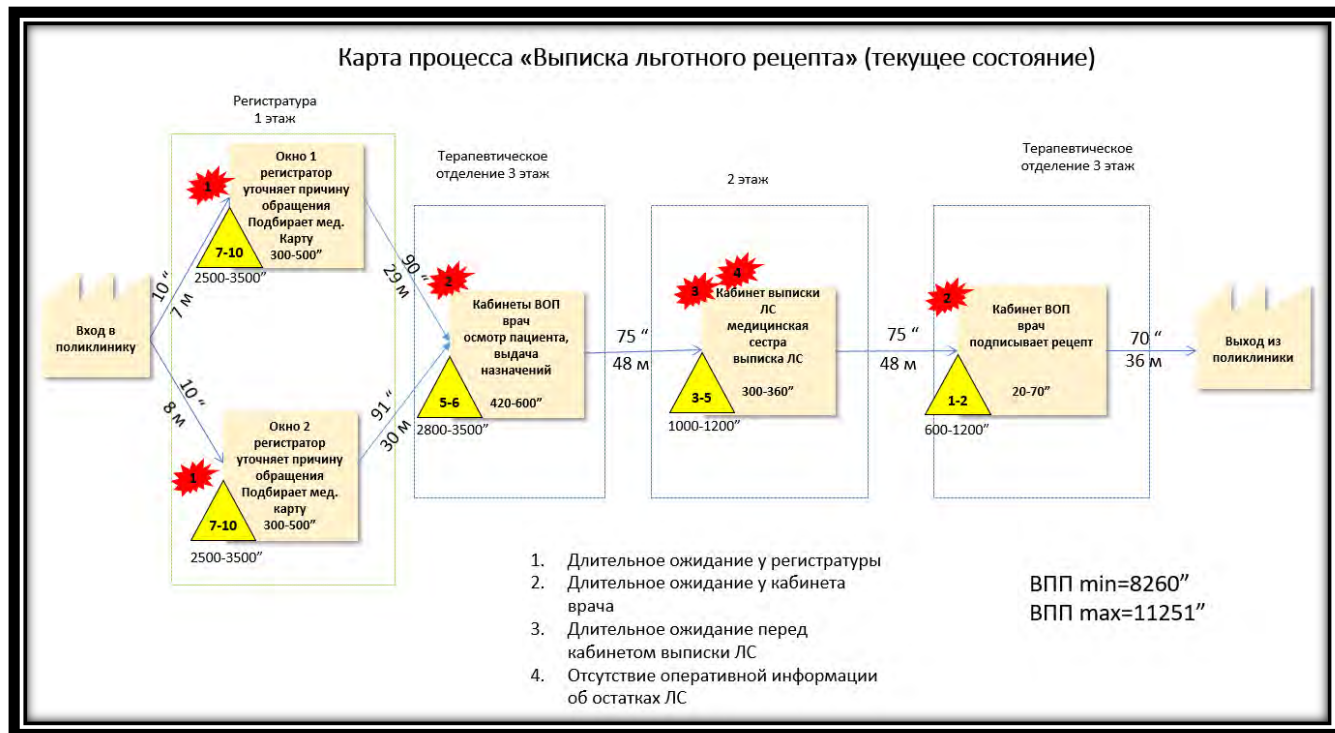 Карта процесса «Выписка льготного рецепта» (текущее состояние)
Регистратура
1 этаж
Окно 1
регистратор
уточняет причину
обращения
Подбирает мед.
Карту
300-500”
1
7-10
2500-3500”
10 “
7 м
Вход в
поликлинику
10 “
8 м
Окно 2
регистратор
уточняет причину
обращения
Подбирает мед.
карту
300-500”
1
7-10
2500-3500”
90 “
29 м
91 “
30 м
Терапевтическое
отделение 3 этаж
2
Кабинеты ВОП
врач
осмотр пациента,
выдача
назначений
420-600”
5-6
2800-3500”
75 “
48 м
2 этаж
3
4
Кабинет выписки
ЛС
медицинская
сестра
выписка ЛС
300-360”
3-5
1000-1200”
75 “
48 м
Терапевтическое
отделение 3 этаж
2
Кабинет ВОП
врач
подписывает рецепт
20-70”
1-2
600-1200”
70 “
36 м
Выход из
поликлиники
1. Длительное ожидание у регистратуры
2. Длительное ожидание у кабинета
врача
3. Длительное ожидание перед
кабинетом выписки ЛС
4. Отсутствие оперативной информации
об остатках ЛС
ВПП min=8260”
ВПП max=11251”